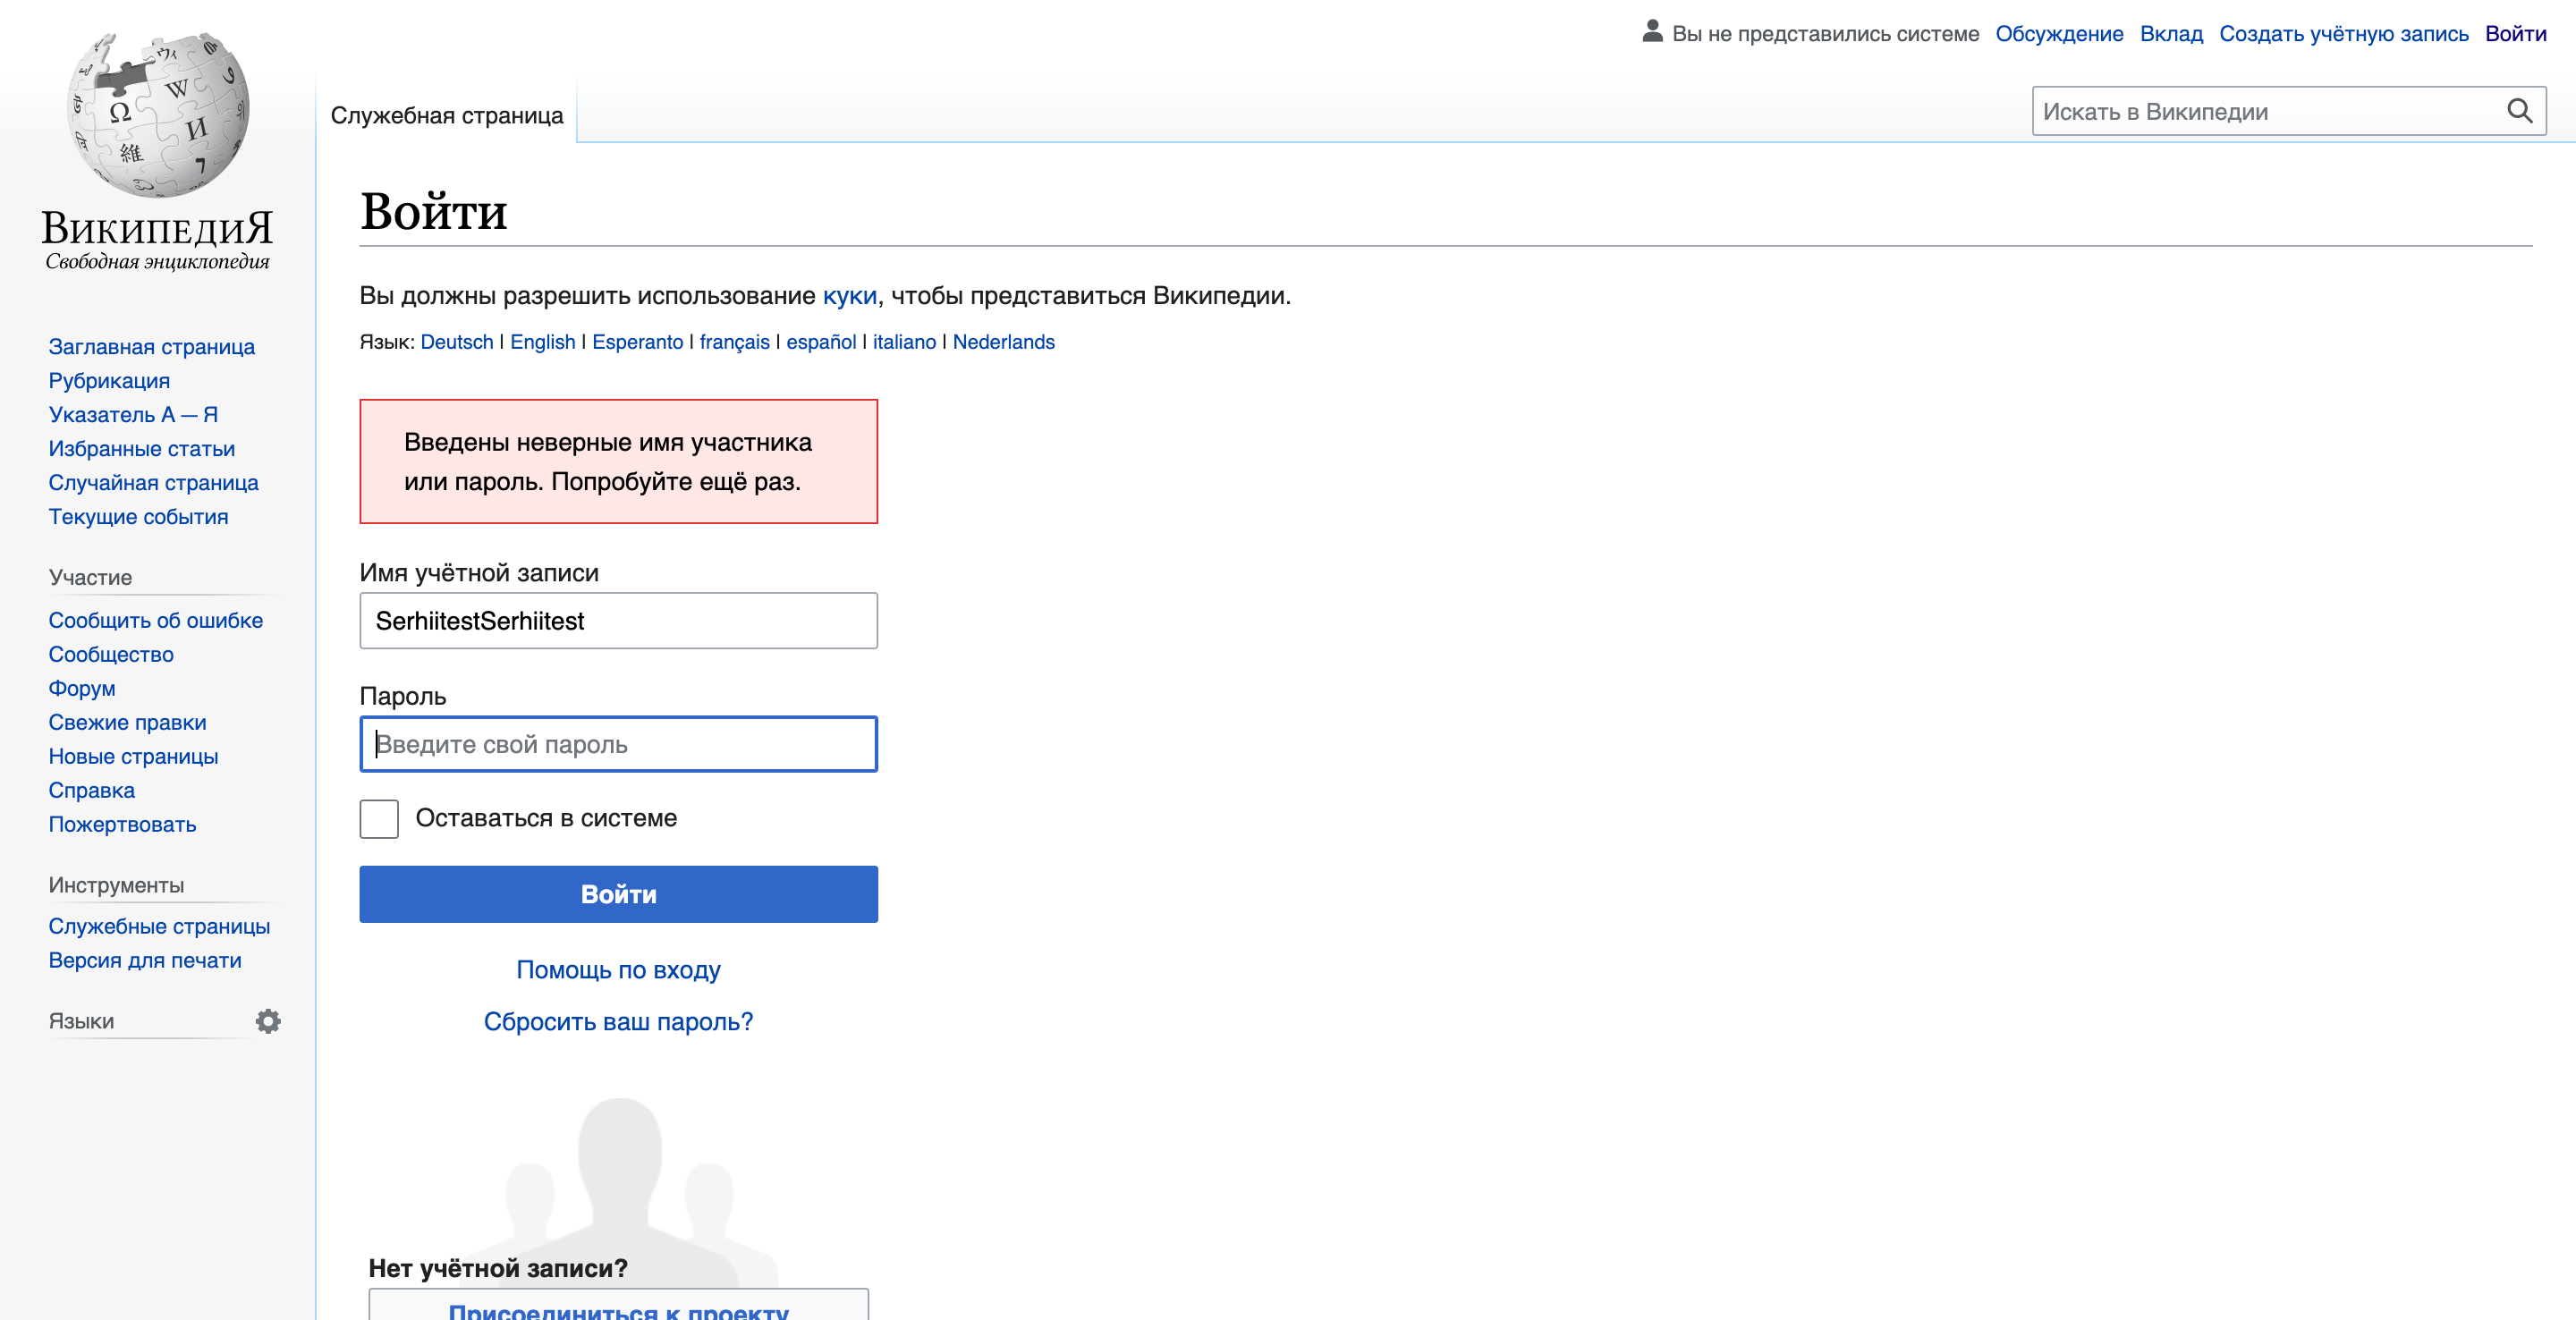 Вы не представились системе Обсуждение Вклад Создать учётную запись Войти
Служебная страница
Искать в Википедии
ВикипедиЯ
Свободная энциклопедия
Заглавная страница
Рубрикация
Указатель А — Я
Избранные статьи
Случайная страница
Текущие события
Участие
Сообщить об ошибке
Сообщество
Форум
Свежие правки
Новые страницы
Справка
Пожертвовать
Инструменты
Служебные страницы
Версия для печати
Языки
Войти
Вы должны разрешить использование куки, чтобы представиться Википедии.
Язык: Deutsch | English | Esperanto | français | español | italiano | Nederlands
Введены неверные имя участника
или пароль. Попробуйте ещё раз.
Имя учётной записи
SerhiitestSerhiitest
Пароль
Введите свой пароль
Оставаться в системе
Войти
Помощь по входу
Сбросить ваш пароль?
Нет учётной записи?
Присоединиться к проекту